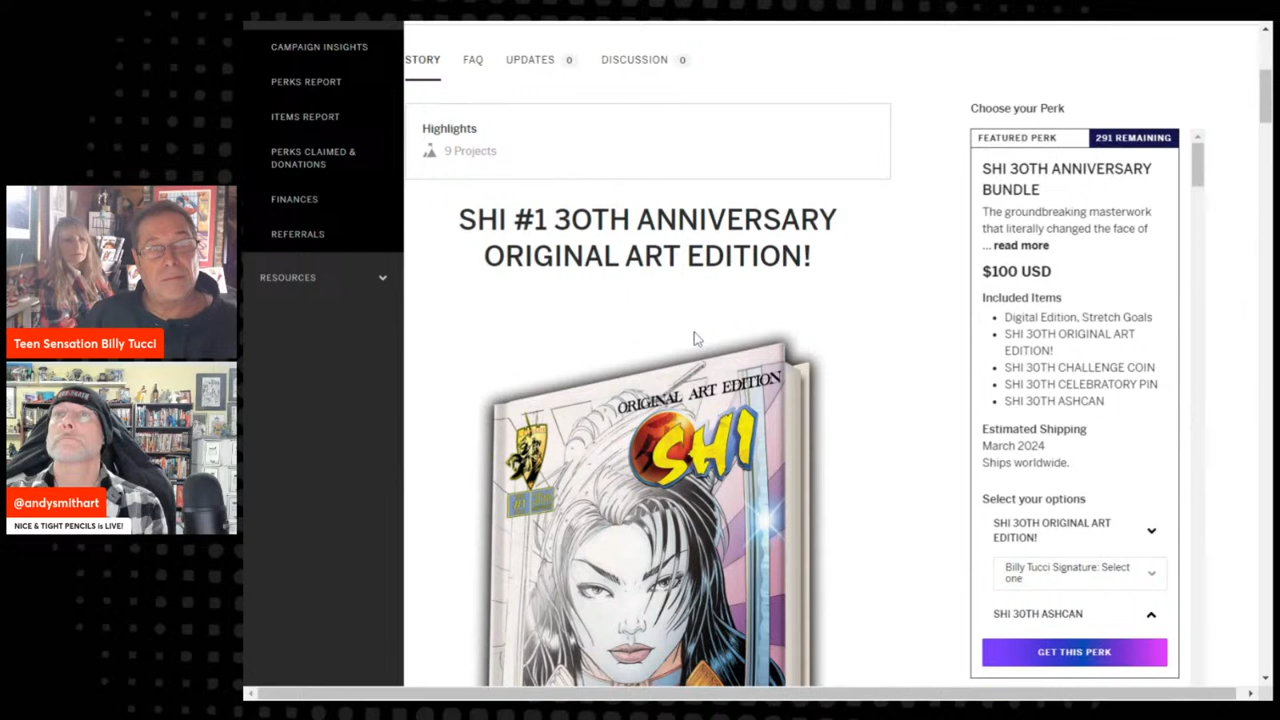 CAMPAIGN INSIGHTS
PERKS REPORT
ITEMS REPORT
PERKS CLAIMED &
DONATIONS
FINANCES
REFERRALS
RESOURCES
Teen Sensation Billy Tucci
@andysmithart
NICE & TIGHT PENCILS is LIVE!
STORY FAQ UPDATES 0 DISCUSSION 0
Highlights
9 Projects
SHI #1 30TH ANNIVERSARY
ORIGINAL ART EDITION!
ORIGINAL ART EDITION
SHI
Choose your Perk
FEATURED PERK 291 REMAINING
SHI 30TH ANNIVERSARY
BUNDLE
The groundbreaking masterwork
that literally changed the face of
... read more
$100 USD
Included Items
Digital Edition, Stretch Goals
SHI 30TH ORIGINAL ART
EDITION!
SHI 30TH CHALLENGE COIN
SHI 30TH CELEBRATORY PIN
SHI 30TH ASHCAN
Estimated Shipping
March 2024
Ships worldwide.
Select your options
SHI 30TH ORIGINAL ART
EDITION!
Billy Tucci Signature: Select
one
SHI 30TH ASHCAN
GET THIS PERK